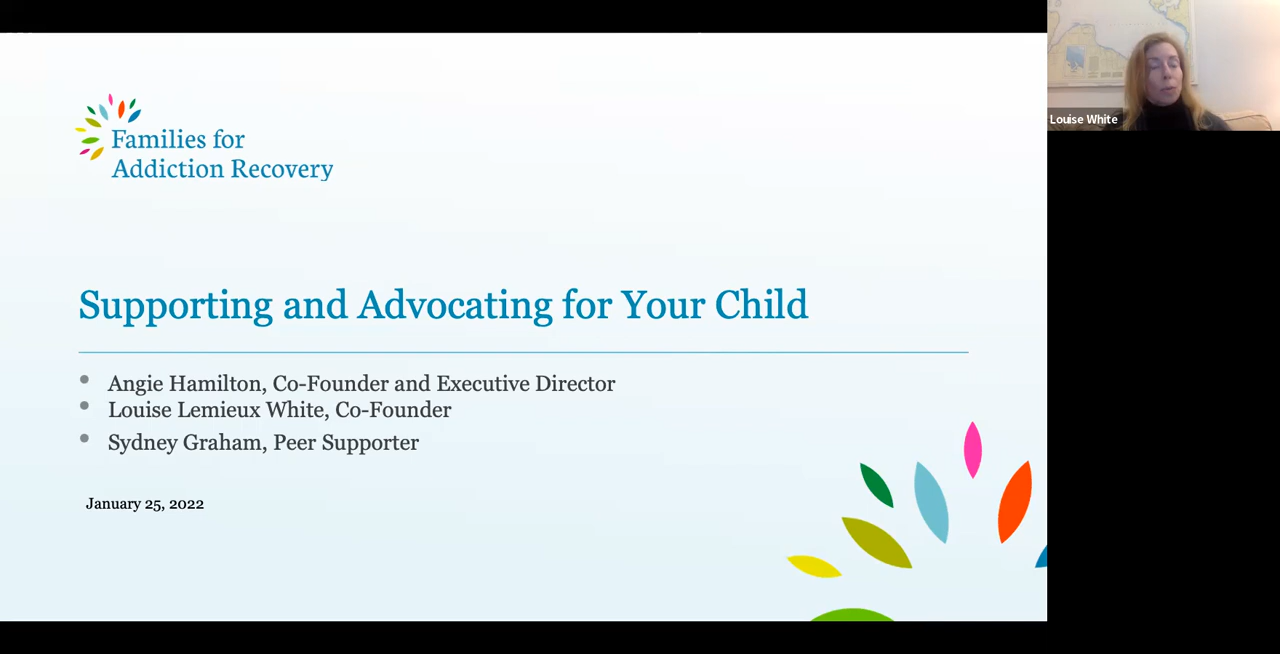 Families for
Addiction Recovery
Supporting and Advocating for Your Child
• Angie Hamilton, Co-Founder and Executive Director
• Louise Lemieux White, Co-Founder
• Sydney Graham, Peer Supporter
January 25, 2022
Louise White